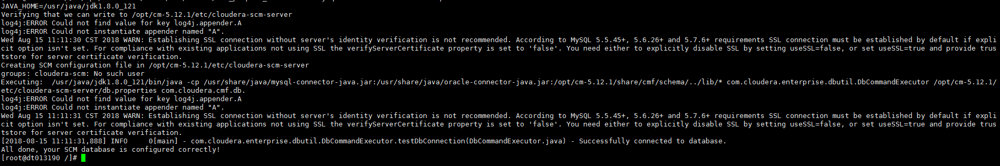 JAVA_HOME=/usr/java/jdk1.8.0_121
Verifying that we can write to /opt/cm-5.12.1/etc/cloudera-scm-server
log4j:ERROR Could not find value for key log4j.appender.A
log4j:ERROR Could not instantiate appender named "A".
Wed Aug 15 11:11:30 CST 2018 WARN: Establishing SSL connection without server's identity verification is not recommended. According to MySQL 5.5.45+, 5.6.26+ and 5.7.6+ requirements SSL connection must be established by default if expli
cit option isn't set. For compliance with existing applications not using SSL the verifyServerCertificate property is set to 'false'. You need either to explicitly disable SSL by setting useSSL=false, or set useSSL=true and provide trus
tstore for server certificate verification.
Creating SCM configuration file in /opt/cm-5.12.1/etc/cloudera-scm-server
groups: cloudera-scm: No such user
Executing:  /usr/java/jdk1.8.0_121/bin/java -cp /usr/share/java/mysql-connector-java.jar:/usr/share/java/oracle-connector-java.jar:/opt/cm-5.12.1/share/cmf/schema/../lib/* com.cloudera.enterprise.dbutil.DbCommandExecutor /opt/cm-5.12.1/
etc/cloudera-scm-server/db.properties com.cloudera.cmf.db.
log4j:ERROR Could not find value for key log4j.appender.A
log4j:ERROR Could not instantiate appender named "A".
Wed Aug 15 11:11:31 CST 2018 WARN: Establishing SSL connection without server's identity verification is not recommended. According to MySQL 5.5.45+, 5.6.26+ and 5.7.6+ requirements SSL connection must be established by default if expli
cit option isn't set. For compliance with existing applications not using SSL the verifyServerCertificate property is set to 'false'. You need either to explicitly disable SSL by setting useSSL=false, or set useSSL=true and provide trus
tstore for server certificate verification.
[2018-08-15 11:11:31,888] INFO     0[main] - com.cloudera.enterprise.dbutil.DbCommandExecutor.testDbConnection(DbCommandExecutor.java) - Successfully connected to database.
All done, your SCM database is configured correctly!
[root@dt013190 /]#